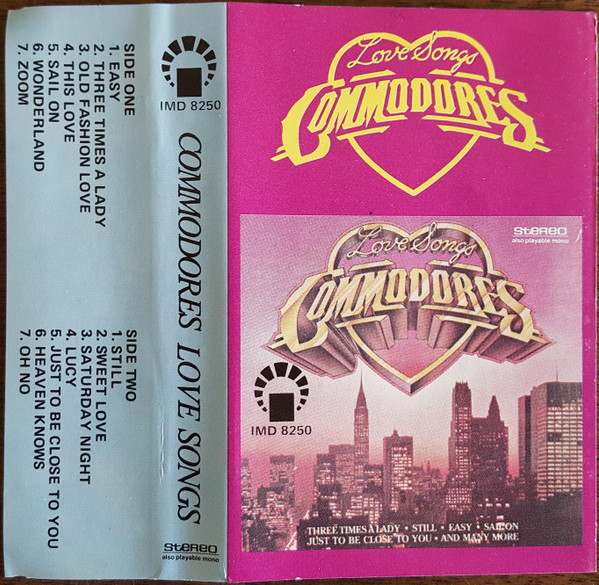 SIDE ONE
1. EASY
2. THREE TIMES A LADY
3. OLD FASHION LOVE
4. THIS LOVE
5. SAIL ON
6. WONDERLAND
7. ZOOM
SIDE TWO
1. STILL
2. SWEET LOVE
3. SATURDAY NIGHT
4. LUCY
5. JUST TO BE CLOSE TO YOU
6. HEAVEN KNOWS
7. OH NO
IMD 8250
COMMODORES LOVE SONGS
stereo
also playable mono
Love Songs
COMMODORES
stereo
also playable mono
Love Songs
COMMODORES
IMD 8250
THREE TIMES A LADY • STILL • EASY • SAIL ON
JUST TO BE CLOSE TO YOU • AND MANY MORE